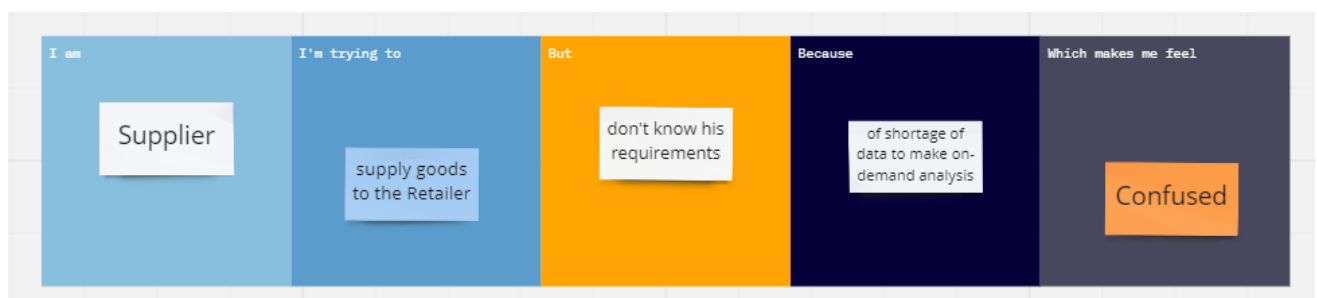 I am
Supplier
I'm trying to
supply goods
to the Retailer
But
don't know his
requirements
Because
of shortage of
data to make on-
demand analysis
Which makes me feel
Confused